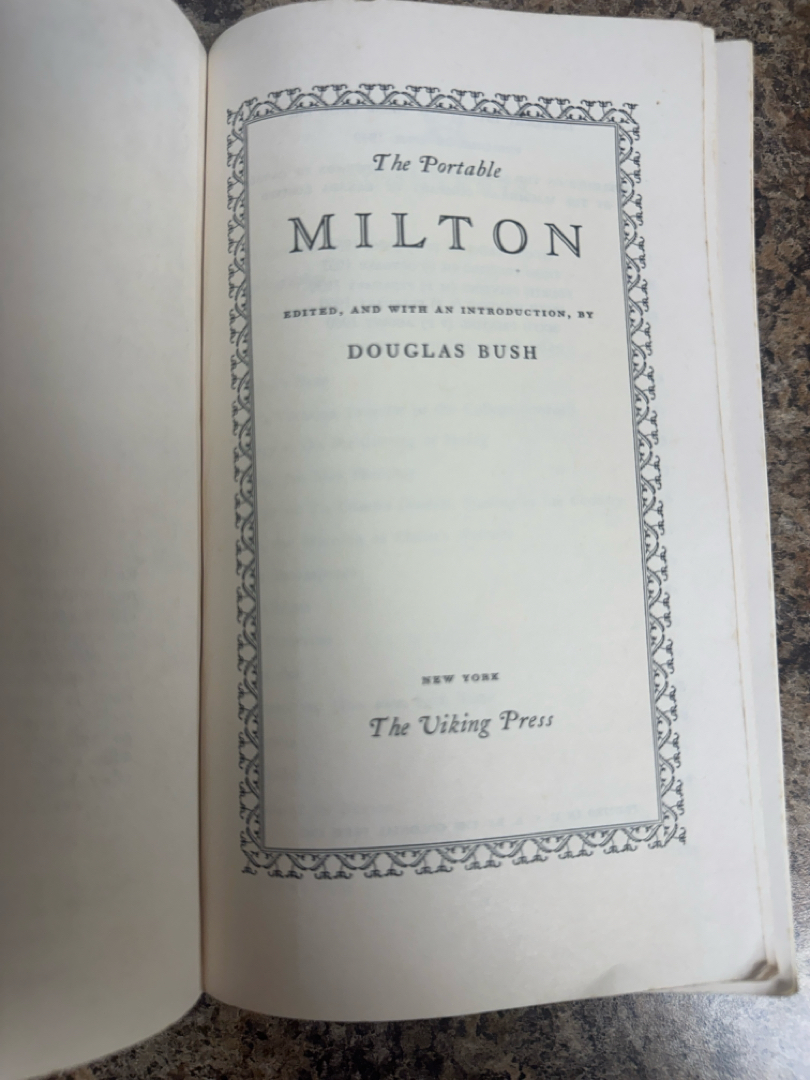 The Portable
MILTON
EDITED, AND WITH AN INTRODUCTION, BY
DOUGLAS BUSH
NEW YORK
The Viking Press